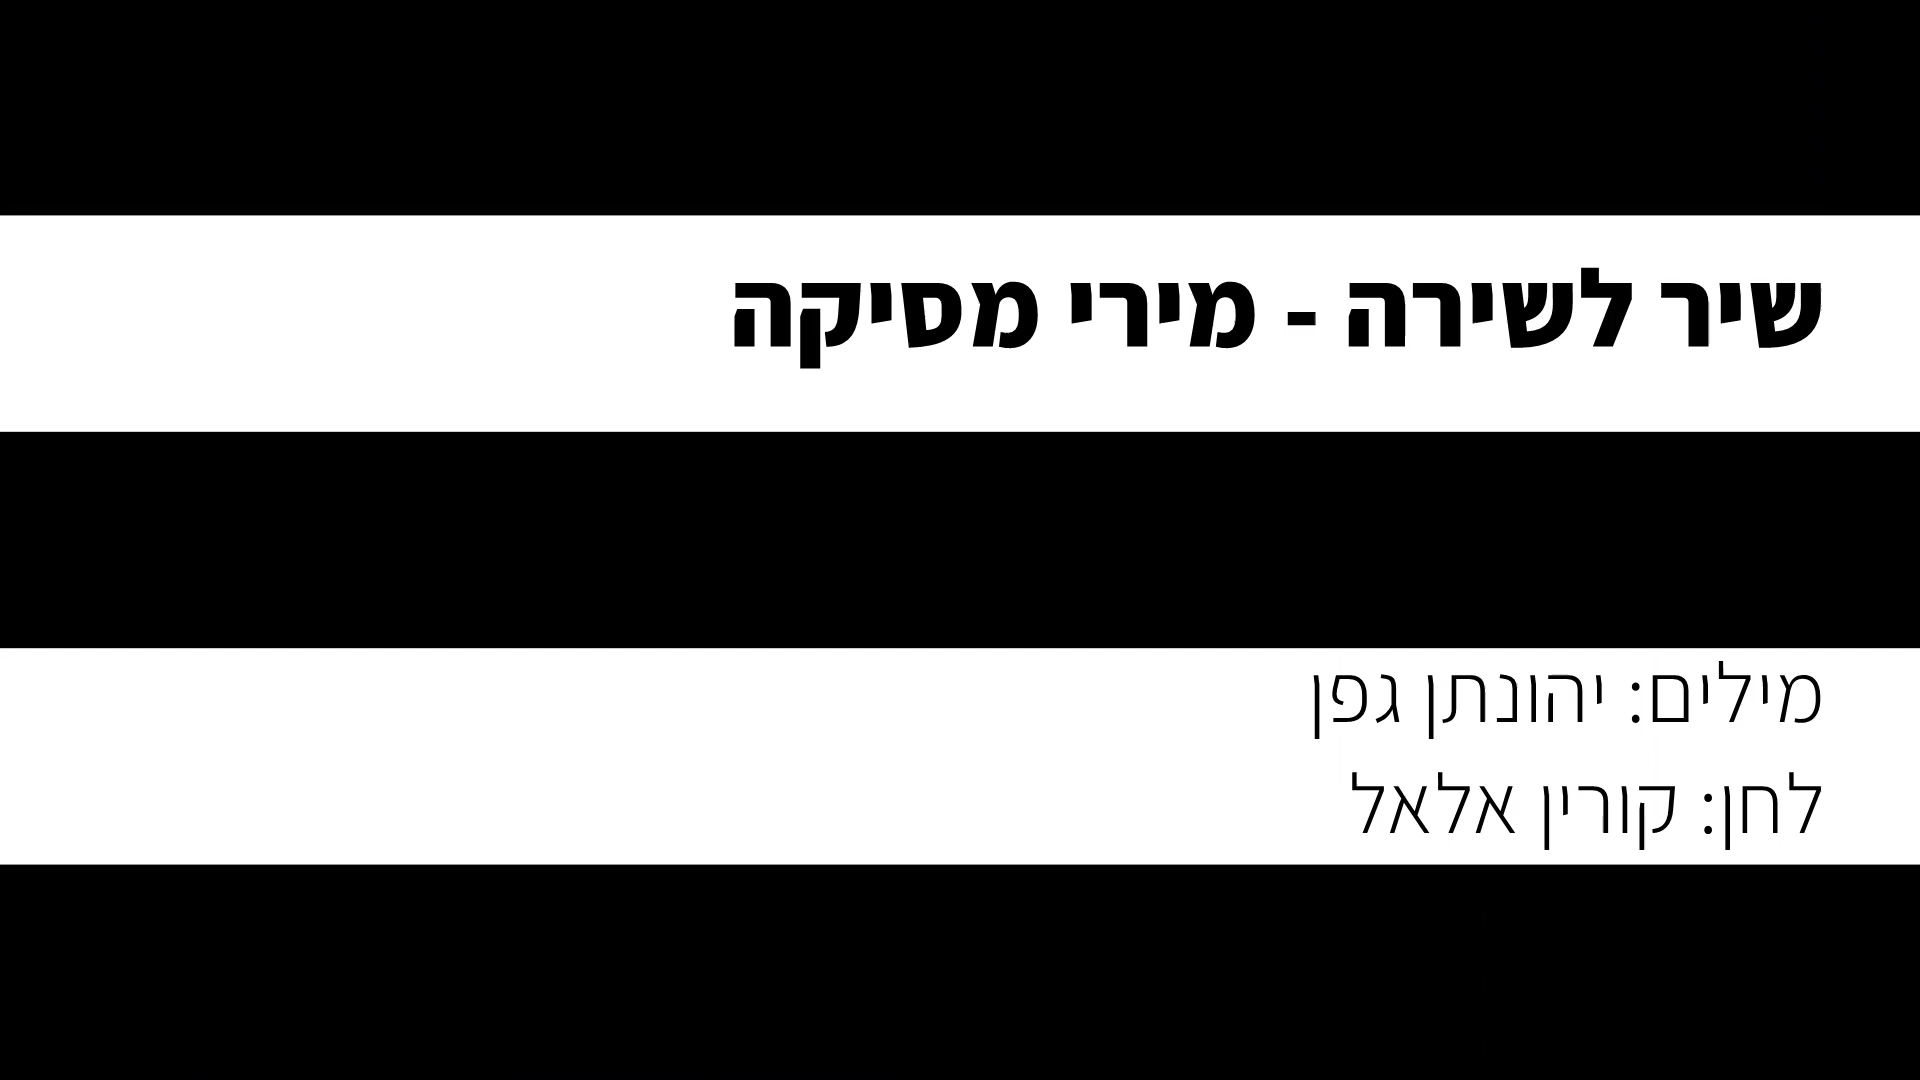 שיר לשירה - מירי מסיקה
מילים: יהונתן גפן
לחן: קורין אלאל